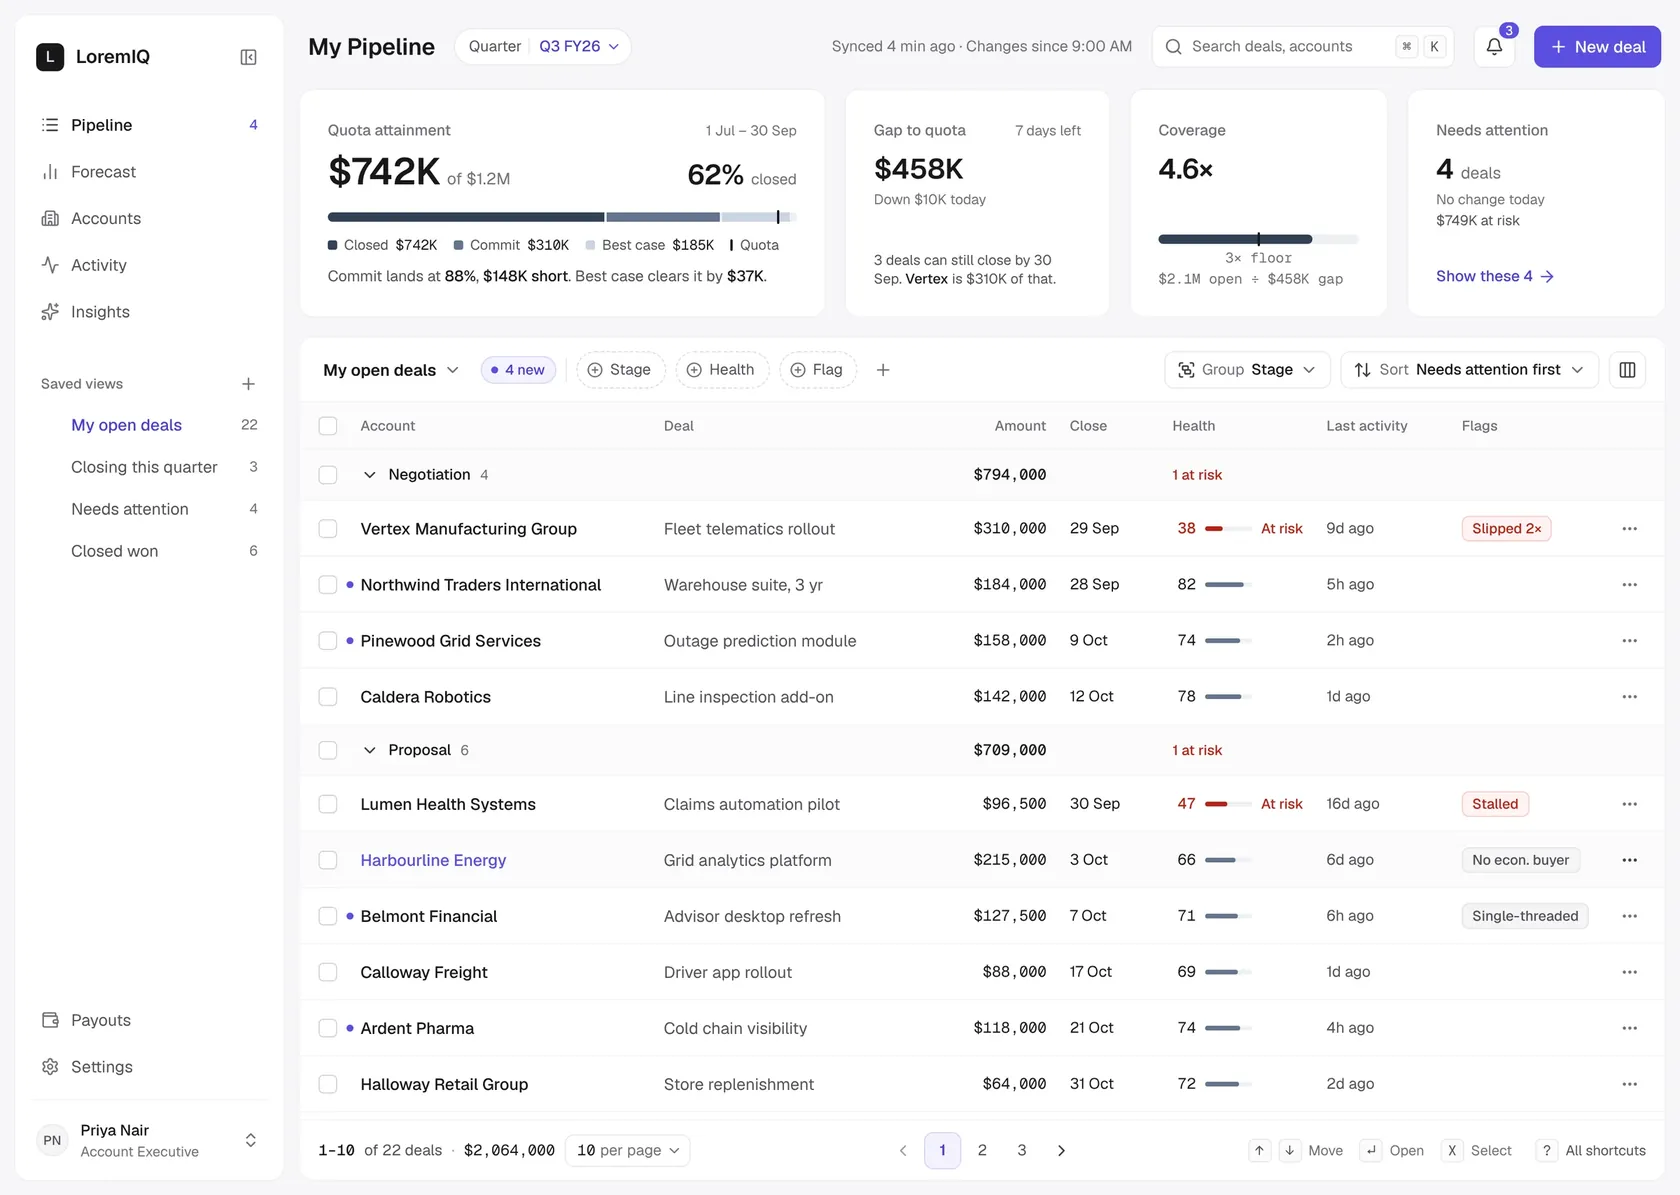 L LoremIQ
Pipeline 4
Forecast
Accounts
Activity
Insights
Saved views
My open deals 22
Closing this quarter 3
Needs attention 4
Closed won 6
Payouts
Settings
PN Priya Nair
Account Executive
My Pipeline
Quarter Q3 FY26
Synced 4 min ago · Changes since 9:00 AM
Search deals, accounts ⌘ K
3
+ New deal
Quota attainment 1 Jul – 30 Sep
$742K of $1.2M 62% closed
Closed $742K Commit $310K Best case $185K Quota
Commit lands at 88%, $148K short. Best case clears it by $37K.
Gap to quota 7 days left
$458K
Down $10K today
3 deals can still close by 30
Sep. Vertex is $310K of that.
Coverage
4.6×
3× floor
$2.1M open ÷ $458K gap
Needs attention
4 deals
No change today
$749K at risk
Show these 4 →
My open deals 4 new Stage Health Flag + Group Stage Sort Needs attention first
Account Deal Amount Close Health Last activity Flags
Negotiation 4 $794,000 1 at risk
Vertex Manufacturing Group Fleet telematics rollout $310,000 29 Sep 38 At risk 9d ago Slipped 2× ···
Northwind Traders International Warehouse suite, 3 yr $184,000 28 Sep 82 5h ago ···
Pinewood Grid Services Outage prediction module $158,000 9 Oct 74 2h ago ···
Caldera Robotics Line inspection add-on $142,000 12 Oct 78 1d ago ···
Proposal 6 $709,000 1 at risk
Lumen Health Systems Claims automation pilot $96,500 30 Sep 47 At risk 16d ago Stalled ···
Harbourline Energy Grid analytics platform $215,000 3 Oct 66 6d ago No econ. buyer ···
Belmont Financial Advisor desktop refresh $127,500 7 Oct 71 6h ago Single-threaded ···
Calloway Freight Driver app rollout $88,000 17 Oct 69 1d ago ···
Ardent Pharma Cold chain visibility $118,000 21 Oct 74 4h ago ···
Halloway Retail Group Store replenishment $64,000 31 Oct 72 2d ago ···
1–10 of 22 deals · $2,064,000 10 per page 1 2 3 ↑ ↓ Move ↵ Open X Select ? All shortcuts